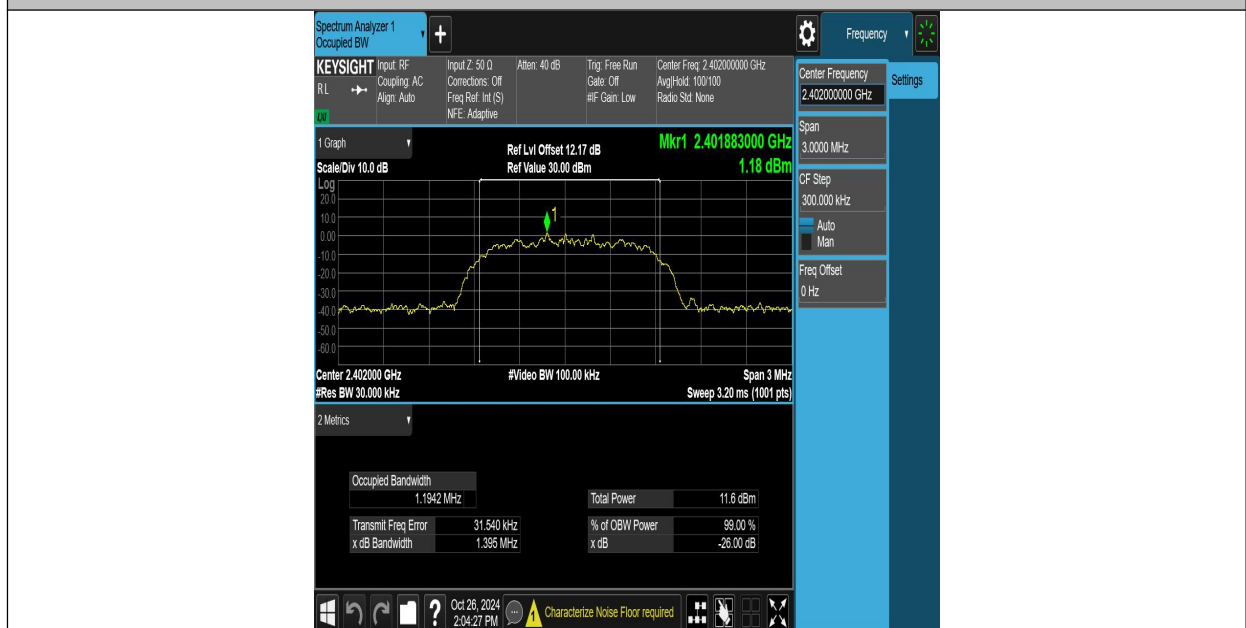 Spectrum Analyzer 1
Occupied BW
+
Frequency
KEYSIGHT
RL
LXI
Input: RF
Coupling: AC
Align: Auto
Input Z: 50 Ω
Corrections: Off
Freq Ref: Int (S)
NFE: Adaptive
Atten: 40 dB
Trig: Free Run
Gate: Off
#IF Gain: Low
Center Freq: 2.402000000 GHz
Avg|Hold: 100/100
Radio Std: None
Center Frequency
2.402000000 GHz
Settings
Span
3.0000 MHz
CF Step
300.000 kHz
Auto
Man
Freq Offset
0 Hz
1 Graph
Scale/Div 10.0 dB
Ref Lvl Offset 12.17 dB
Ref Value 30.00 dBm
Mkr1 2.401883000 GHz
1.18 dBm
Log
20.0
10.0
0.00
-10.0
-20.0
-30.0
-40.0
-50.0
-60.0
1
Center 2.402000 GHz
#Res BW 30.000 kHz
#Video BW 100.00 kHz
Span 3 MHz
Sweep 3.20 ms (1001 pts)
2 Metrics
Occupied Bandwidth
1.1942 MHz
Total Power 11.6 dBm
Transmit Freq Error 31.540 kHz
% of OBW Power 99.00 %
x dB Bandwidth 1.395 MHz
x dB -26.00 dB
?
Oct 26, 2024
2:04:27 PM
Characterize Noise Floor required